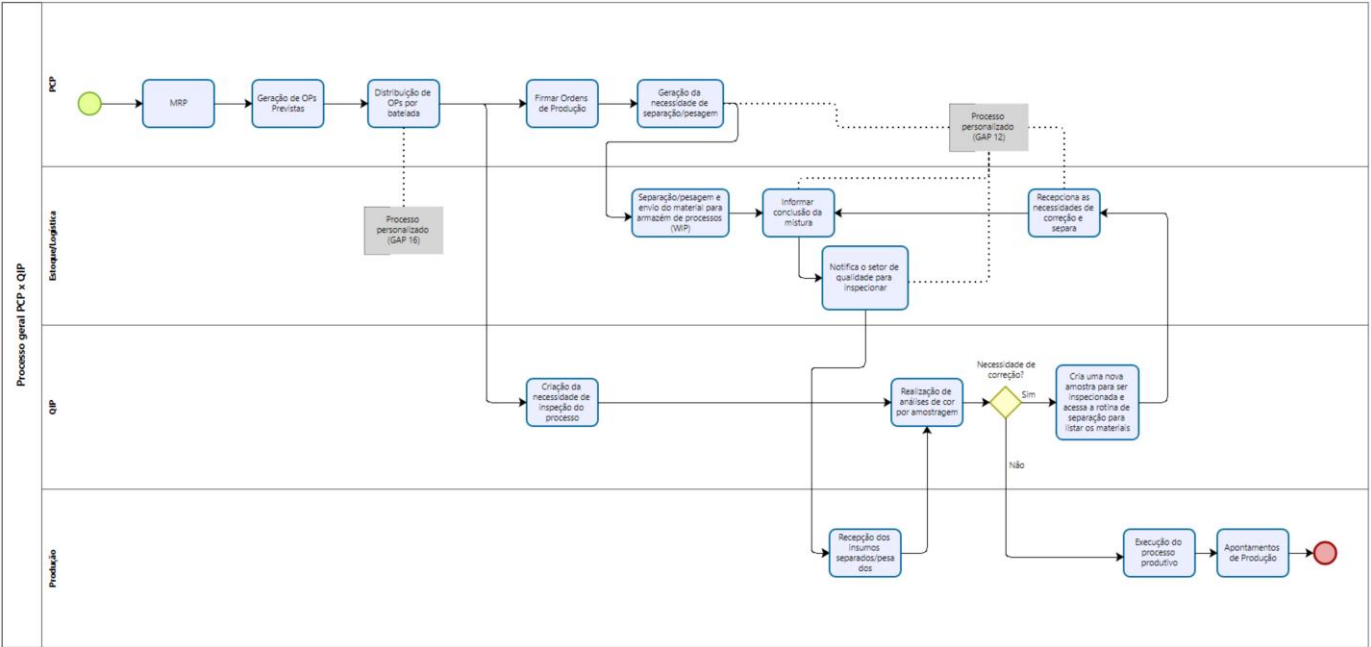 Processo geral PCP x QIP
PCP
MRP
Geração de OPs
Previstas
Distribuição de
OPs por
batelada
Firmar Ordens
de Produção
Geração da
necessidade de
separação/pesagem
Processo
personalizado
(GAP 12)
Estoque/Logística
Processo
personalizado
(GAP 16)
Separação/pesagem e
envio do material para
armazém de processos
(WIP)
Informar
conclusão da
mistura
Recepciona as
necessidades de
correção e
separa
Notifica o setor de
qualidade para
inspecionar
QIP
Criação da
necessidade de
inspeção do
processo
Realização de
análises de cor
por amostragem
Necessidade de
correção?
Sim
Não
Cria uma nova
amostra para ser
inspecionada e
acessa a rotina de
separação para
listar os materiais
Produção
Recepção dos
insumos
separados/pesa
dos
Execução do
processo
produtivo
Apontamentos
de Produção